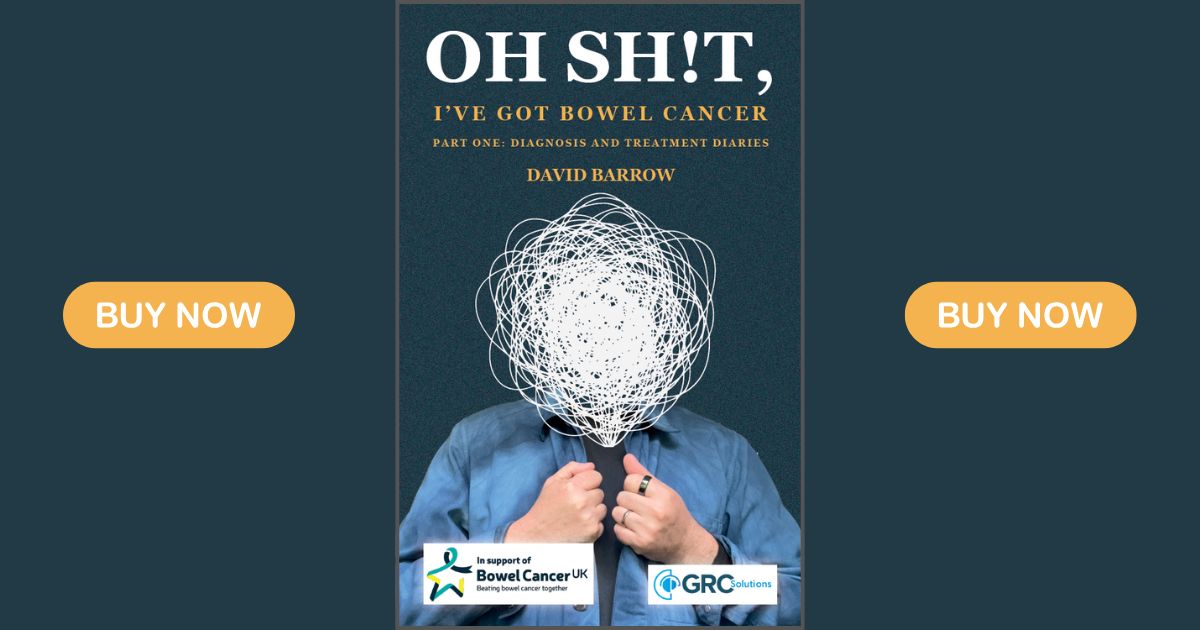 OH SH!T,
I'VE GOT BOWEL CANCER
PART ONE: DIAGNOSIS AND TREATMENT DIARIES
DAVID BARROW
BUY NOW
BUY NOW
In support of
Bowel Cancer UK
Beating bowel cancer together
GRC Solutions